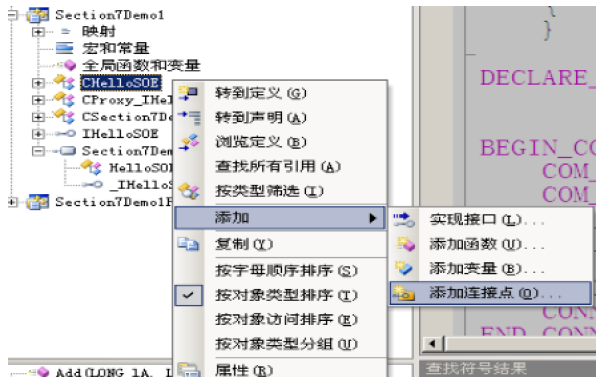 Section7Demo1
映射
宏和常量
全局函数和变量
CHelloSOE
CProxy_IHel
CSection7De
IHelloSOE
Section7Dem
HelloSOE
_IHelloS
Section7Demo1P
Add(LONG lA, L
转到定义(G)
转到声明(A)
浏览定义(B)
查找所有引用(A)
按类型筛选(I)
添加
复制(Y)
按字母顺序排序(S)
按对象类型排序(T)
按对象访问排序(E)
按对象类型分组(U)
属性(R)
实现接口(L)...
添加函数(U)...
添加变量(B)...
添加连接点(O)...
}
}
DECLARE_
BEGIN_CO
COM_
COM_
CONN
END_CONN
查找符号结果